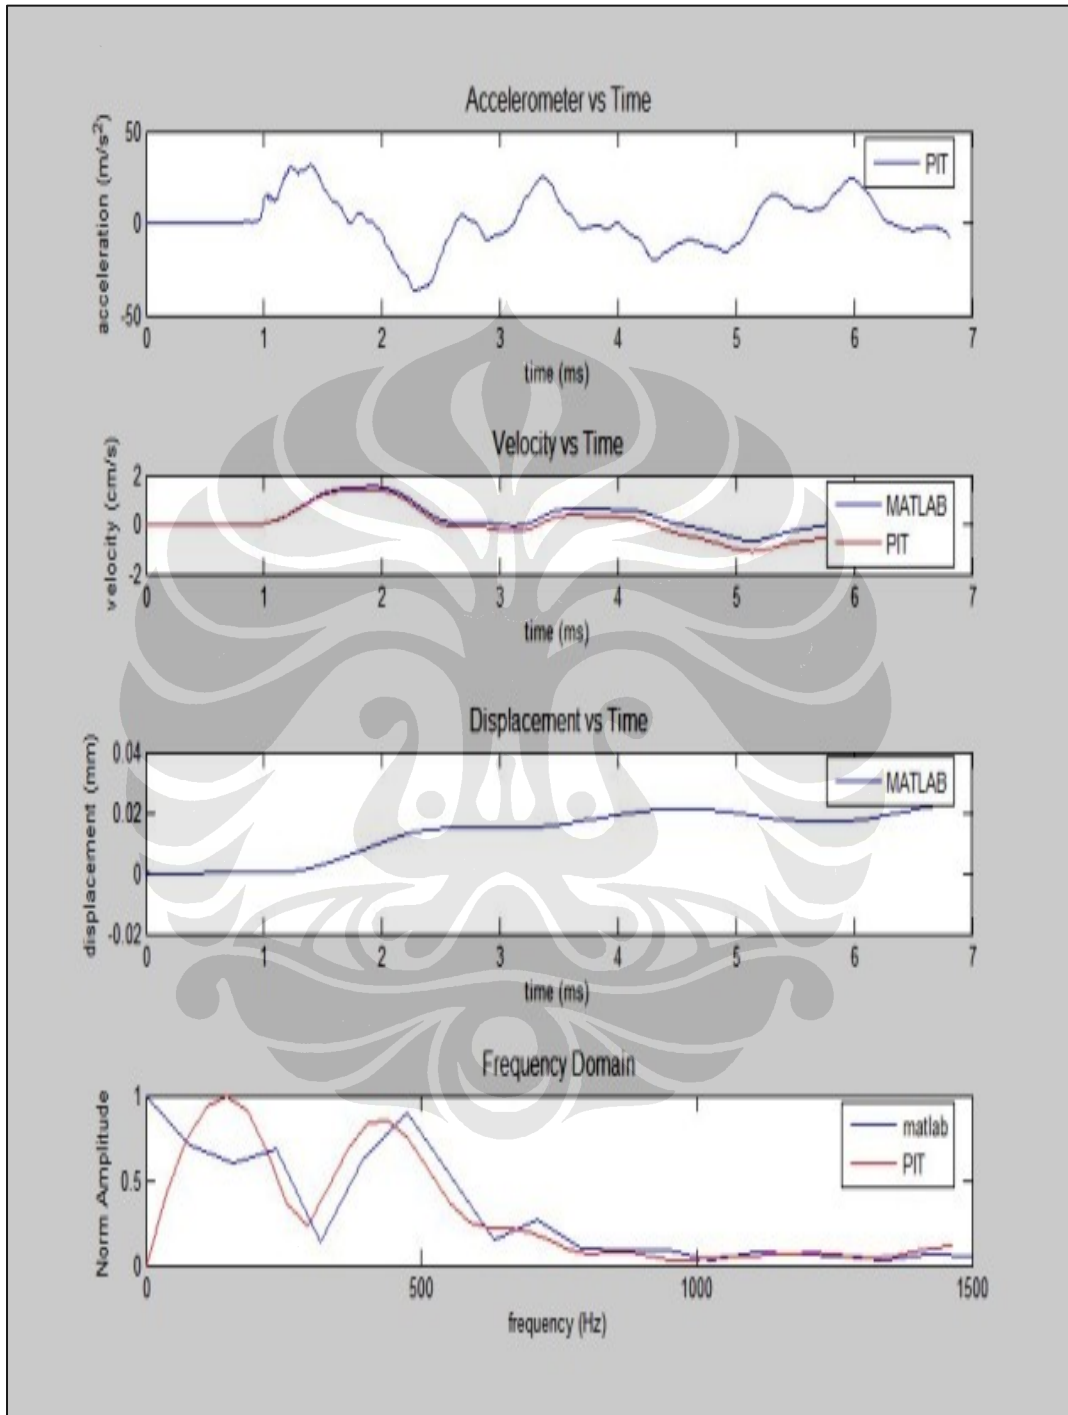 Accelerometer vs Time
acceleration (m/s²)
50
0
-50
PIT
0 1 2 3 4 5 6 7
time (ms)
Velocity vs Time
velocity (cm/s)
2
0
-2
MATLAB
PIT
0 1 2 3 4 5 6 7
time (ms)
Displacement vs Time
displacement (mm)
0.04
0.02
0
-0.02
MATLAB
0 1 2 3 4 5 6 7
time (ms)
Frequency Domain
Norm Amplitude
1
0.5
0
matlab
PIT
0 500 1000 1500
frequency (Hz)